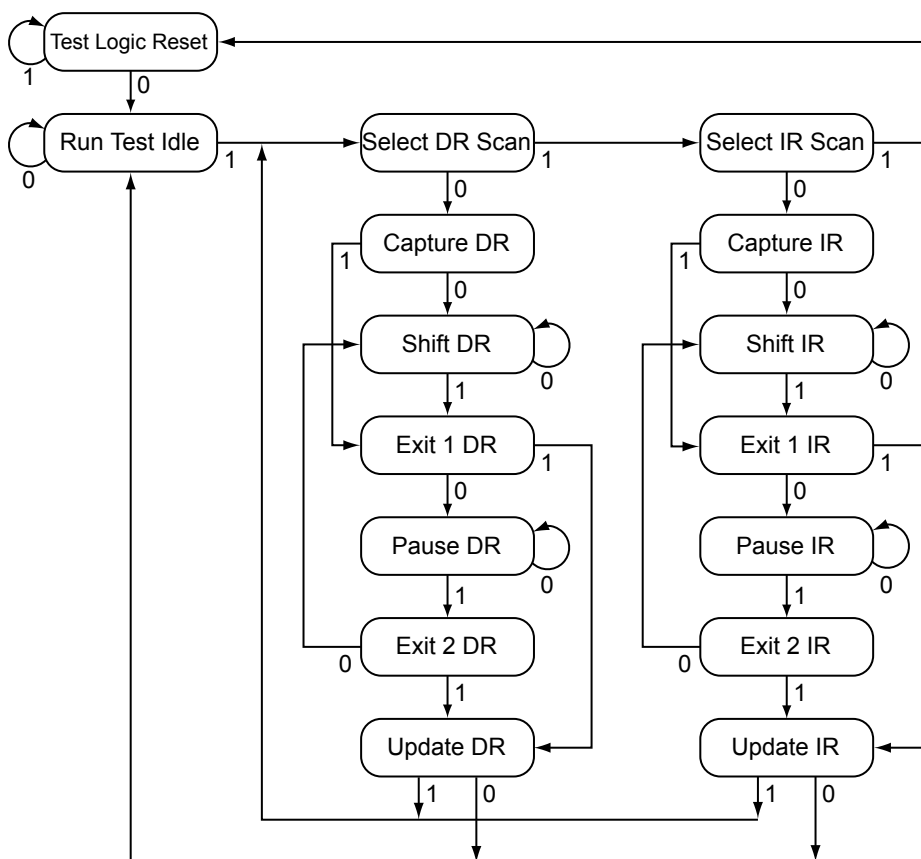 Test Logic Reset
1
0
Run Test Idle
0
1
Select DR Scan
1
Select IR Scan
1
0
0
Capture DR
1
0
Capture IR
1
0
Shift DR
0
1
Shift IR
0
1
Exit 1 DR
1
0
Exit 1 IR
1
0
Pause DR
0
1
Pause IR
0
1
Exit 2 DR
0
1
Exit 2 IR
0
1
Update DR
1
0
Update IR
1
0